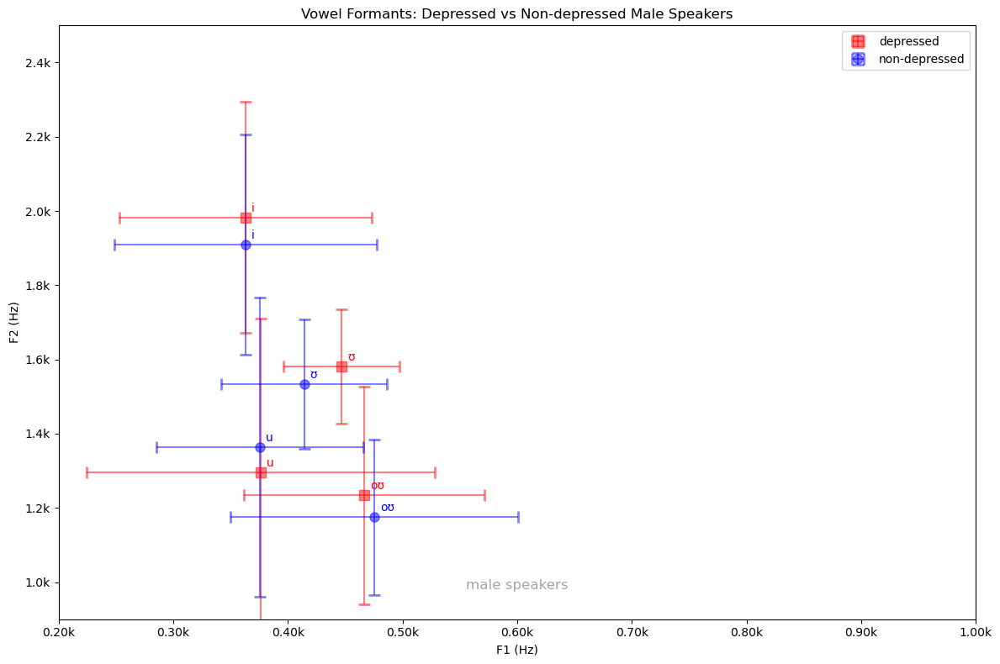 Vowel Formants: Depressed vs Non-depressed Male Speakers
depressed
non-depressed
2.4k
2.2k
2.0k
1.8k
1.6k
1.4k
1.2k
1.0k
F2 (Hz)
i
i
ʊ
ʊ
u
u
oʊ
oʊ
male speakers
0.20k 0.30k 0.40k 0.50k 0.60k 0.70k 0.80k 0.90k 1.00k
F1 (Hz)